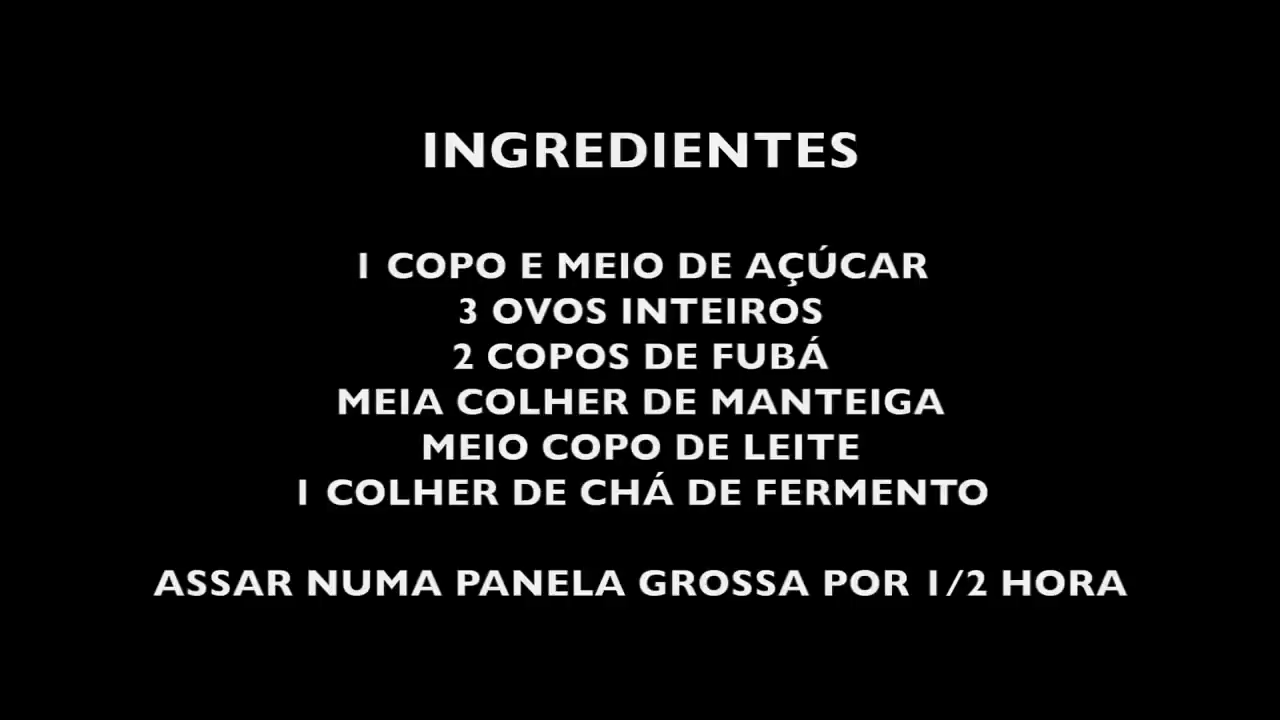 INGREDIENTES
1 COPO E MEIO DE AÇÚCAR
3 OVOS INTEIROS
2 COPOS DE FUBÁ
MEIA COLHER DE MANTEIGA
MEIO COPO DE LEITE
1 COLHER DE CHÁ DE FERMENTO
ASSAR NUMA PANELA GROSSA POR 1/2 HORA